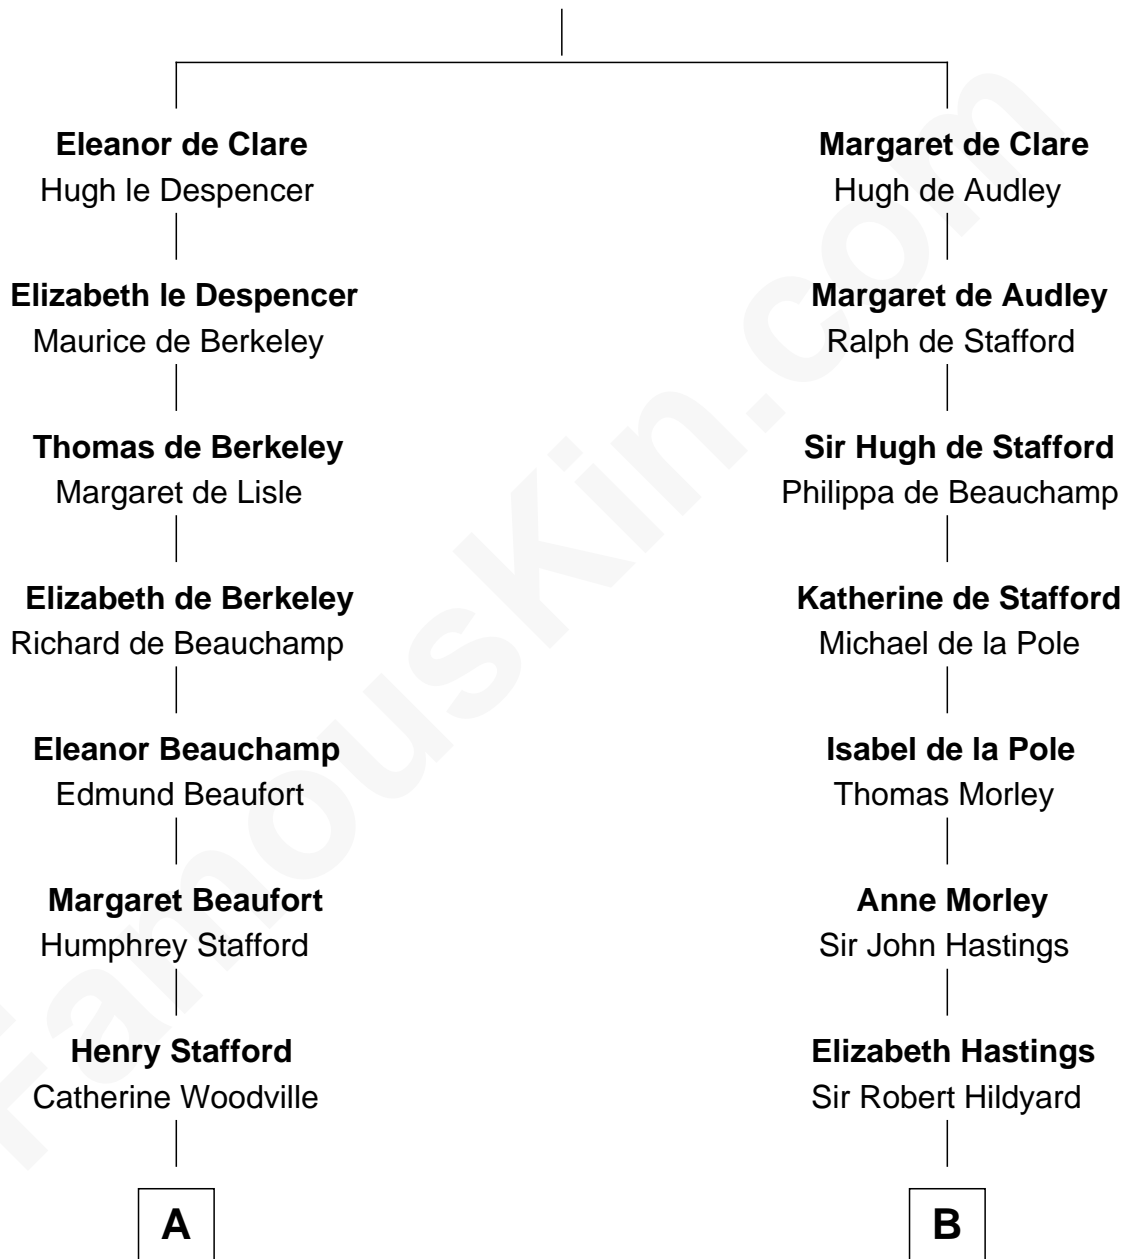 Eleanor de Clare
Hugh le Despencer
Elizabeth le Despencer
Maurice de Berkeley
Thomas de Berkeley
Margaret de Lisle
Elizabeth de Berkeley
Richard de Beauchamp
Eleanor Beauchamp
Edmund Beaufort
Margaret Beaufort
Humphrey Stafford
Henry Stafford
Catherine Woodville
A
Margaret de Clare
Hugh de Audley
Margaret de Audley
Ralph de Stafford
Sir Hugh de Stafford
Philippa de Beauchamp
Katherine de Stafford
Michael de la Pole
Isabel de la Pole
Thomas Morley
Anne Morley
Sir John Hastings
Elizabeth Hastings
Sir Robert Hildyard
B
FamousKin.com